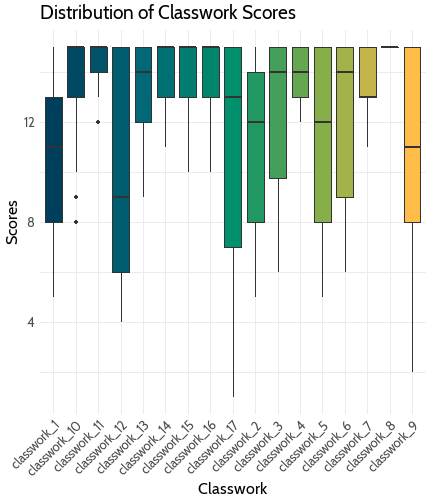 Distribution of Classwork Scores
Scores
12
8
4
classwork_1
classwork_10
classwork_11
classwork_12
classwork_13
classwork_14
classwork_15
classwork_16
classwork_17
classwork_2
classwork_3
classwork_4
classwork_5
classwork_6
classwork_7
classwork_8
classwork_9
Classwork